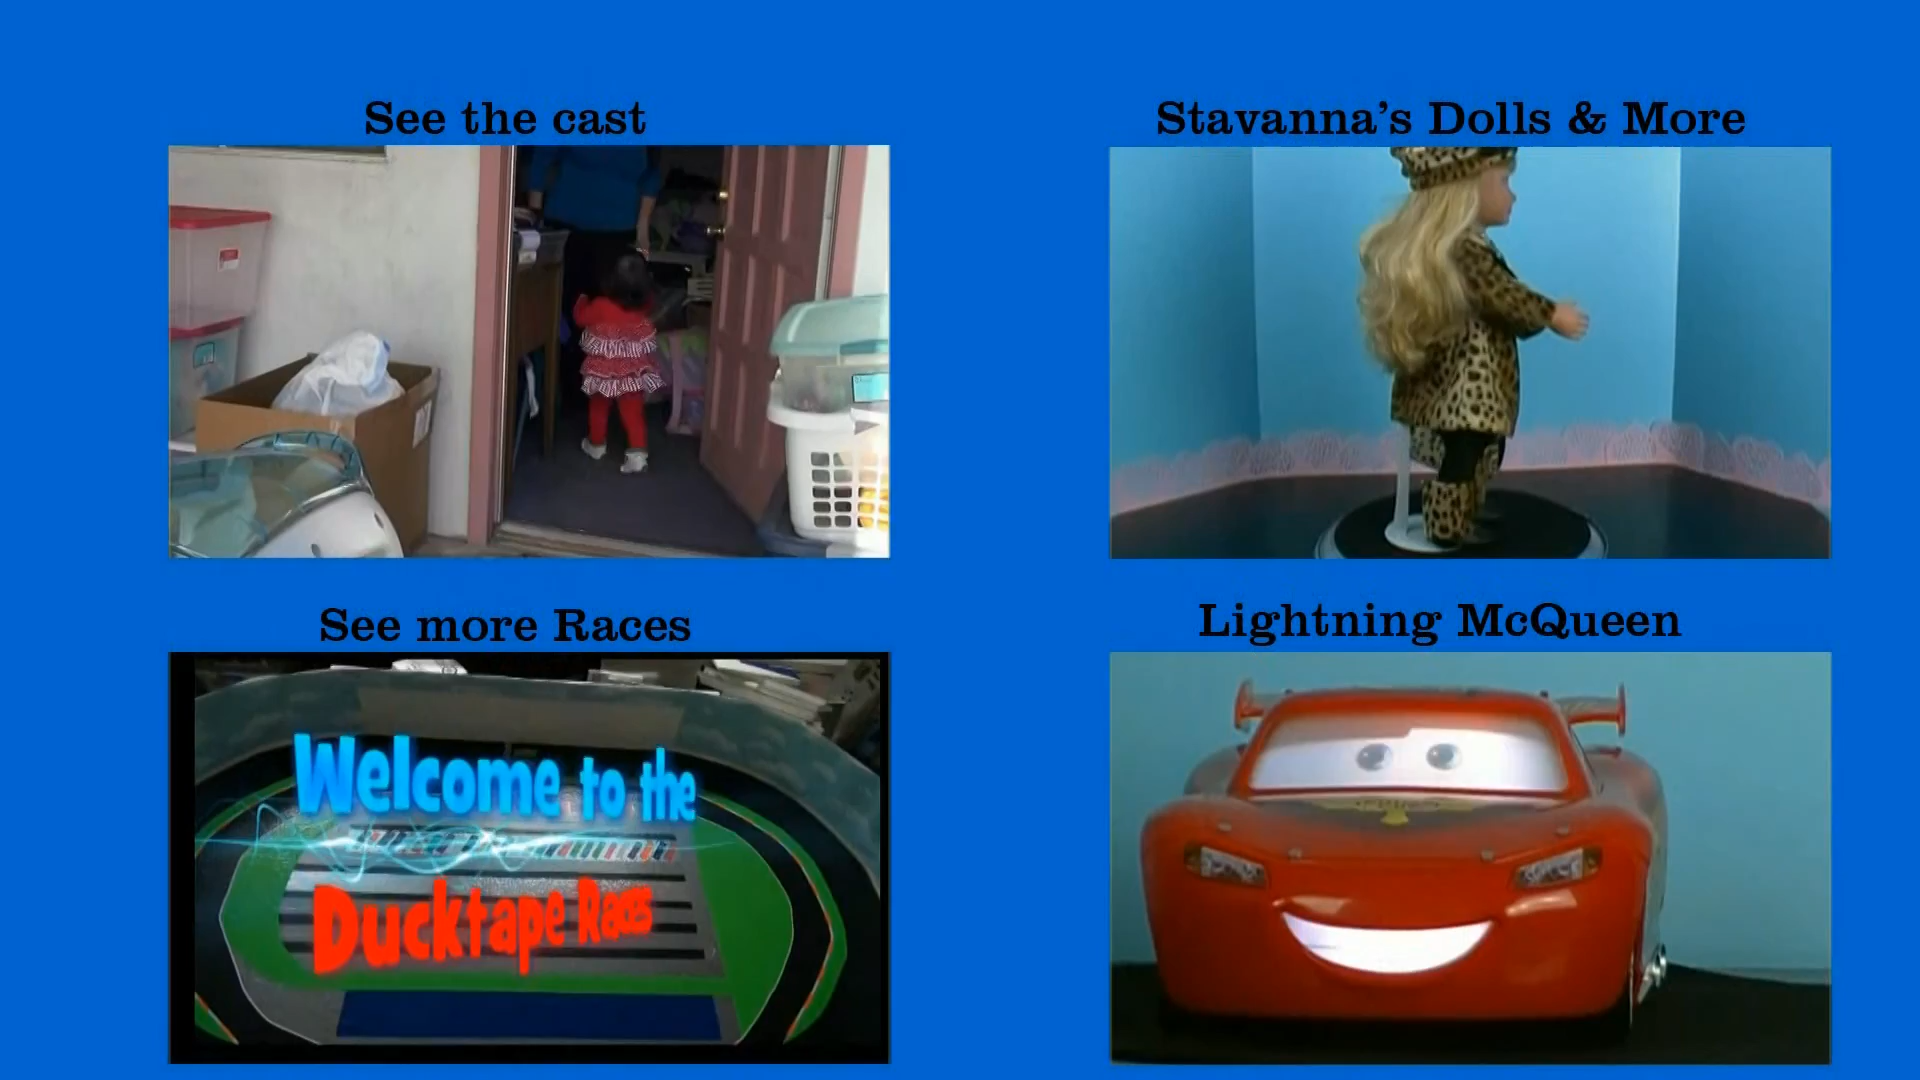 See the cast
Stavanna's Dolls & More
See more Races
Lightning McQueen
Welcome to the
Ducktape Races